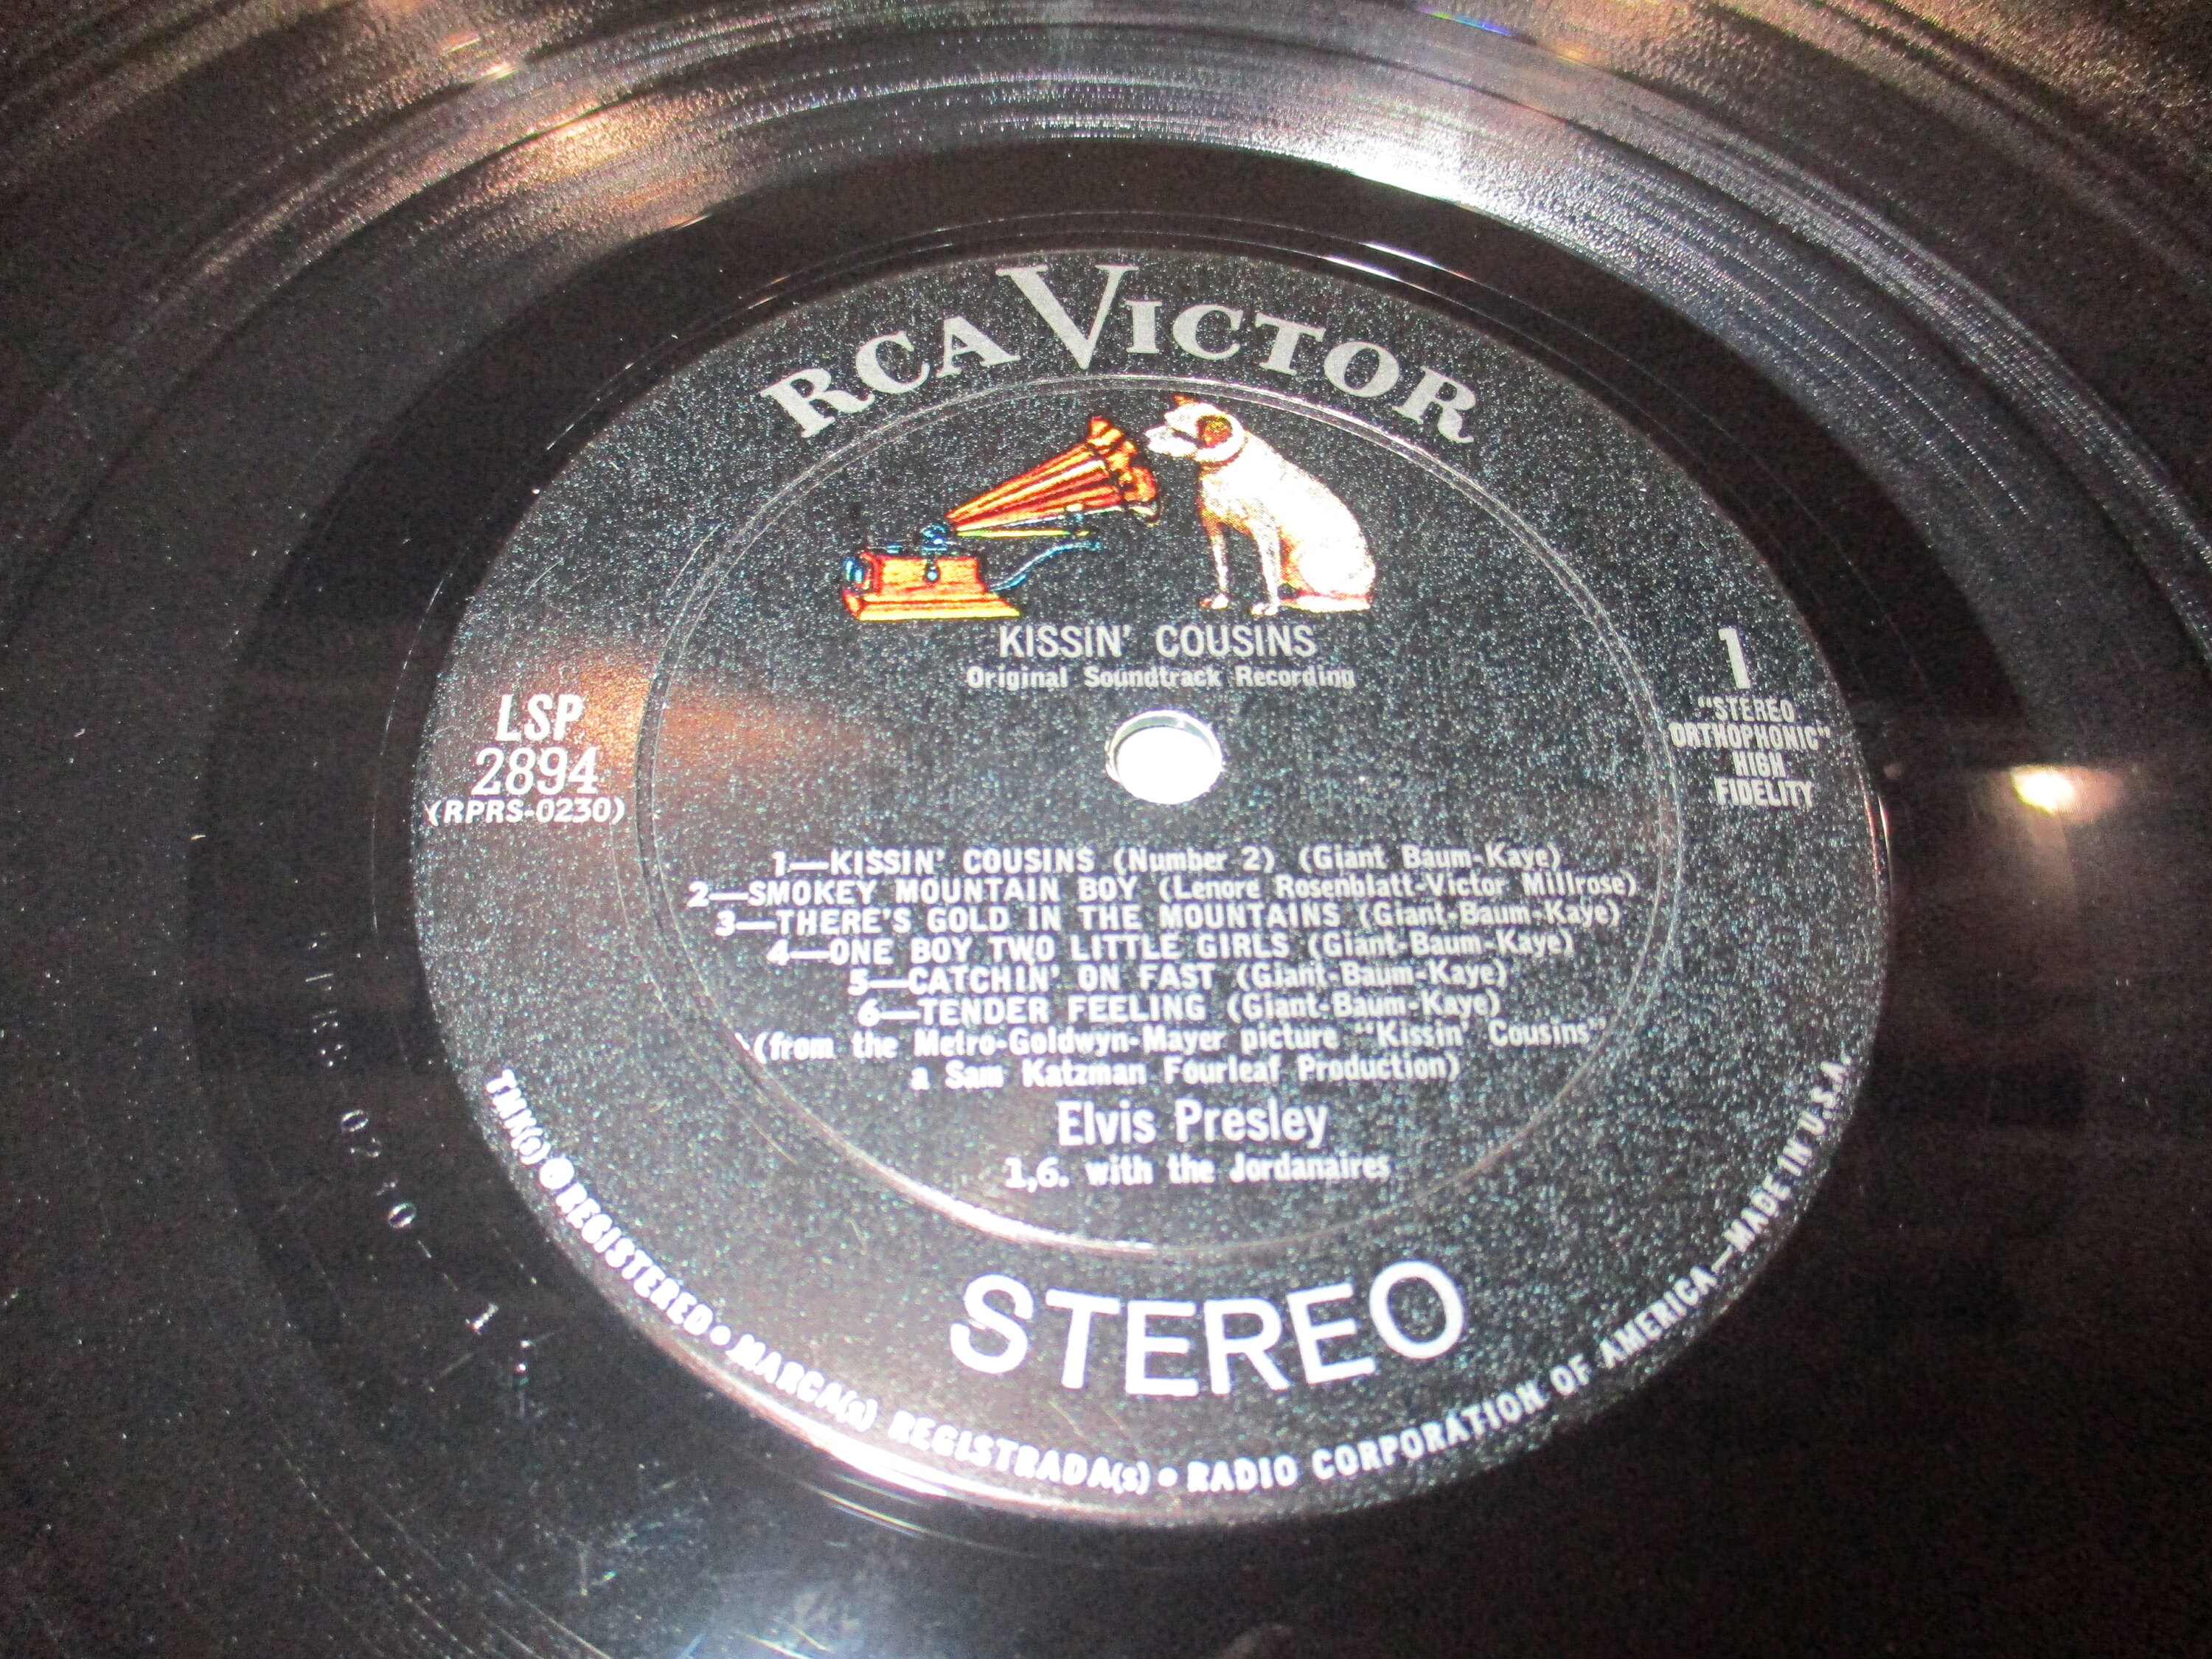 RCA VICTOR
KISSIN' COUSINS
Original Soundtrack Recording
LSP
2894
(RPRS-0230)
1
"STEREO
ORTHOPHONIC"
HIGH
FIDELITY
1—KISSIN' COUSINS (Number 2) (Giant Baum-Kaye)
2—SMOKEY MOUNTAIN BOY (Lenore Rosenblatt-Victor Millrose)
3—THERE'S GOLD IN THE MOUNTAINS (Giant-Baum-Kaye)
4—ONE BOY TWO LITTLE GIRLS (Giant-Baum-Kaye)
5—CATCHIN' ON FAST (Giant-Baum-Kaye)
6—TENDER FEELING (Giant-Baum-Kaye)
(from the Metro-Goldwyn-Mayer picture "Kissin' Cousins"
a Sam Katzman Fourleaf Production)
Elvis Presley
1,6. with the Jordanaires
STEREO
TMK(s) ® REGISTERED • MARCA(s) REGISTRADA(s) • RADIO CORPORATION OF AMERICA—MADE IN U.S.A.